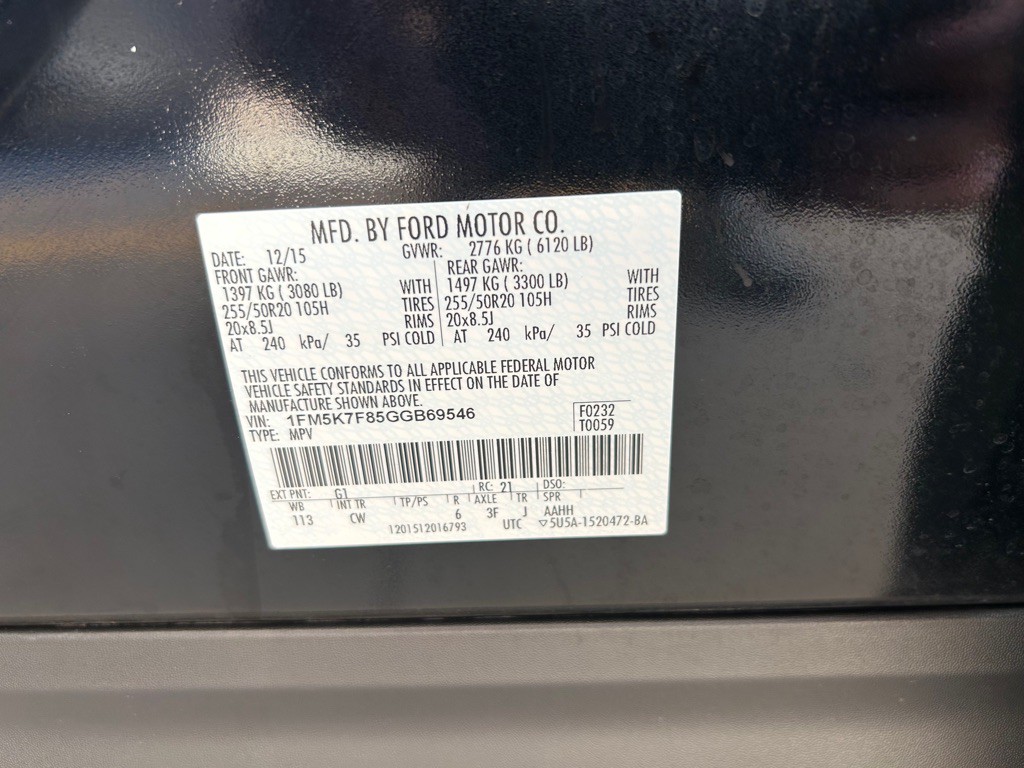 MFD. BY FORD MOTOR CO.
DATE: 12/15 GVWR: 2776 KG ( 6120 LB)
FRONT GAWR: REAR GAWR:
1397 KG ( 3080 LB) WITH 1497 KG ( 3300 LB) WITH
255/50R20 105H TIRES 255/50R20 105H TIRES
20x8.5J RIMS 20x8.5J RIMS
AT 240 kPa/ 35 PSI COLD AT 240 kPa/ 35 PSI COLD
THIS VEHICLE CONFORMS TO ALL APPLICABLE FEDERAL MOTOR
VEHICLE SAFETY STANDARDS IN EFFECT ON THE DATE OF
MANUFACTURE SHOWN ABOVE.
VIN: 1FM5K7F85GGB69546 F0232
TYPE: MPV T0059
EXT PNT: G1 RC: 21 DSO:
WB INT TR TP/PS R AXLE TR SPR
113 CW 6 3F J AAHH
1201512016793 UTC ▽5U5A-1520472-BA